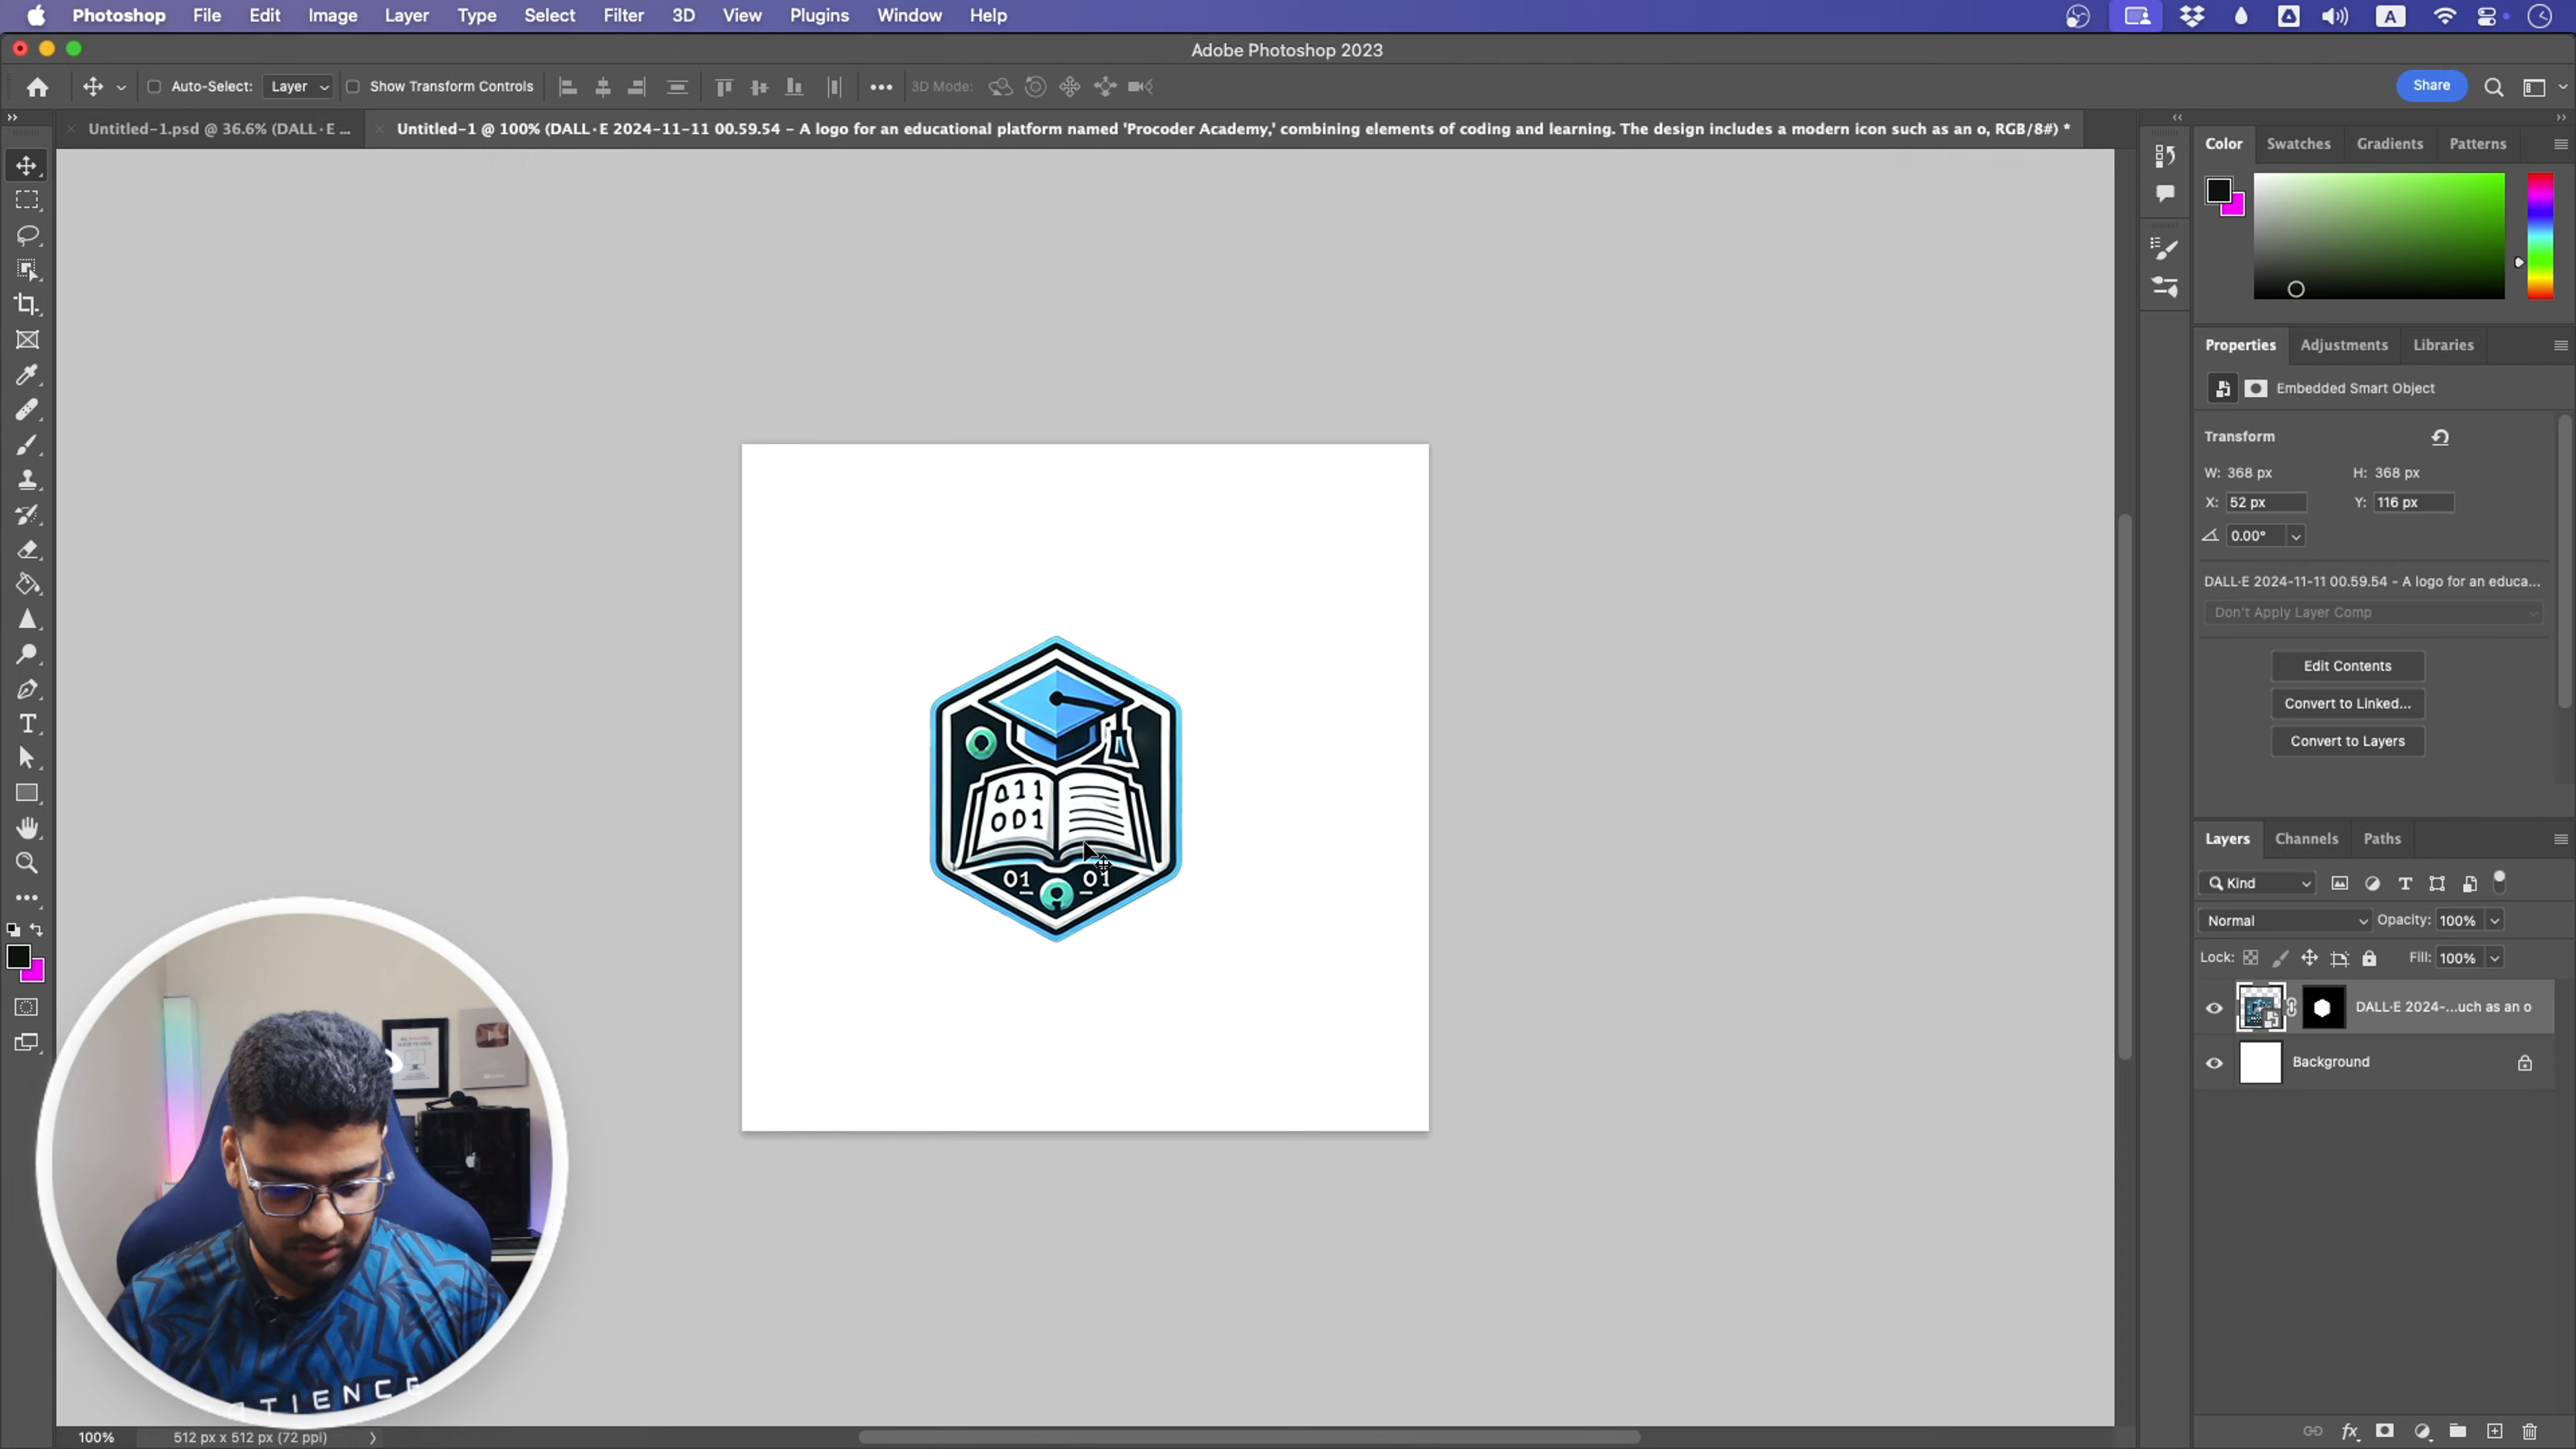 Photoshop File Edit Image Layer Type Select Filter 3D View Plugins Window Help A
Adobe Photoshop 2023
Auto-Select: Layer Show Transform Controls 3D Mode: Share
Untitled-1.psd @ 36.6% (DALL·E ... Untitled-1 @ 100% (DALL·E 2024-11-11 00.59.54 - A logo for an educational platform named 'Procoder Academy,' combining elements of coding and learning. The design includes a modern icon such as an o, RGB/8#) *
Color Swatches Gradients Patterns
Properties Adjustments Libraries
Embedded Smart Object
Transform
W: 368 px H: 368 px
X: 52 px Y: 116 px
0.00°
DALL·E 2024-11-11 00.59.54 - A logo for an educa...
Don't Apply Layer Comp
Edit Contents
Convert to Linked...
Convert to Layers
011
001
01 01
Layers Channels Paths
Kind
Normal Opacity: 100%
Lock: Fill: 100%
DALL·E 2024-...uch as an o
Background
PATIENCE
100% 512 px x 512 px (72 ppi)